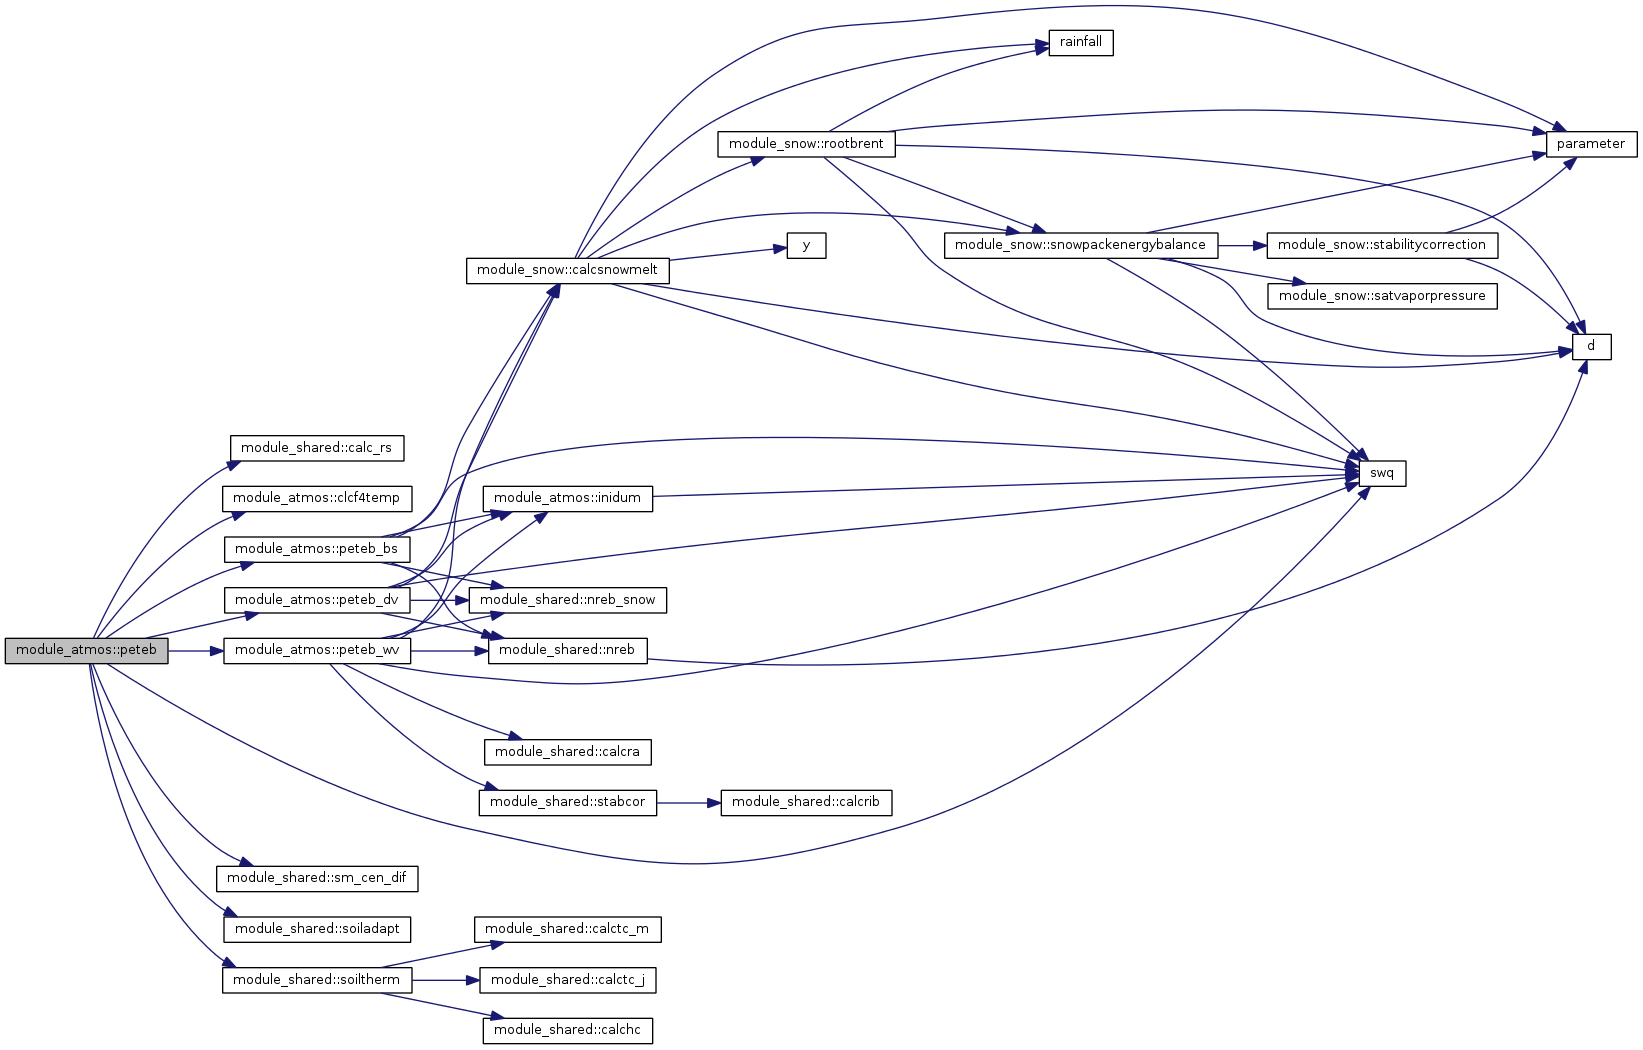 rainfall
module_snow::rootbrent
parameter
module_snow::snowpackenergybalance
module_snow::stabilitycorrection
y
module_snow::calcsnowmelt
module_snow::satvaporpressure
d
module_shared::calc_rs
swq
module_atmos::clcf4temp
module_atmos::inidum
module_atmos::peteb_bs
module_atmos::peteb_dv
module_shared::nreb_snow
module_atmos::peteb
module_atmos::peteb_wv
module_shared::nreb
module_shared::calcra
module_shared::stabcor
module_shared::calcrib
module_shared::sm_cen_dif
module_shared::soiladapt
module_shared::calctc_m
module_shared::soiltherm
module_shared::calctc_j
module_shared::calchc